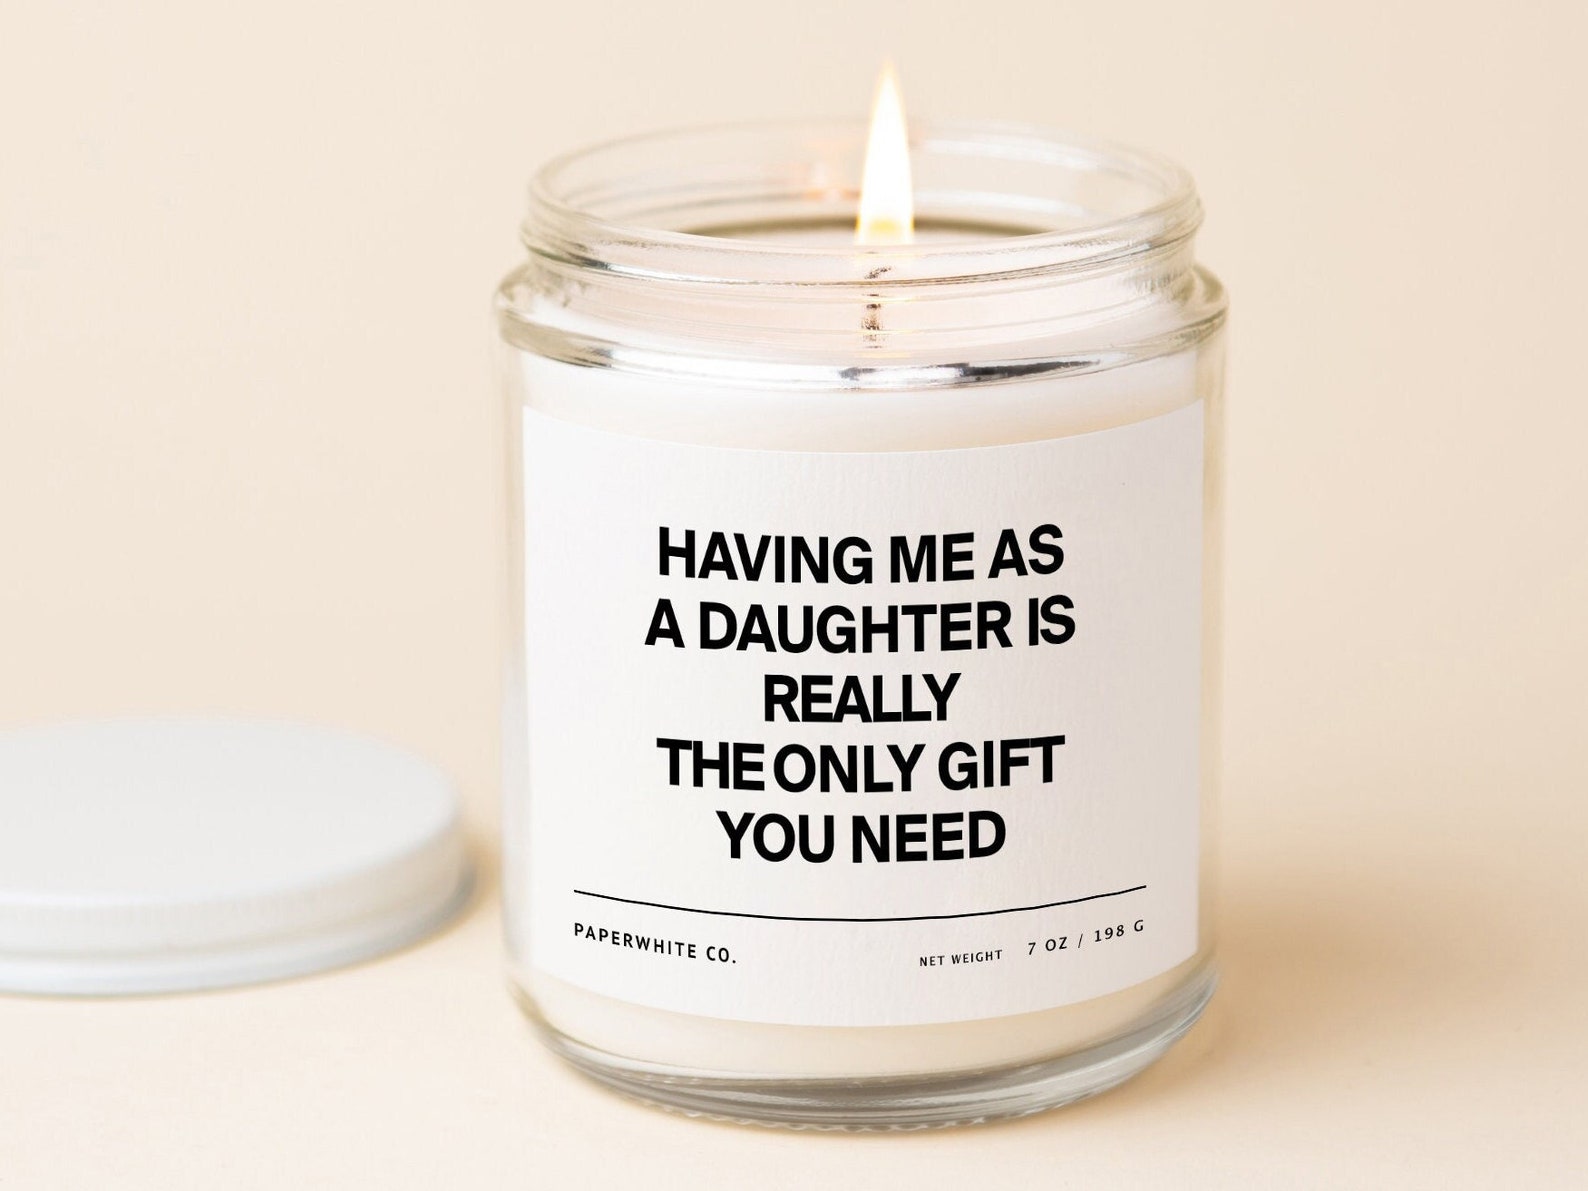 HAVING ME AS
A DAUGHTER IS
REALLY
THE ONLY GIFT
YOU NEED
PAPERWHITE CO.
NET WEIGHT 7 OZ / 198 G